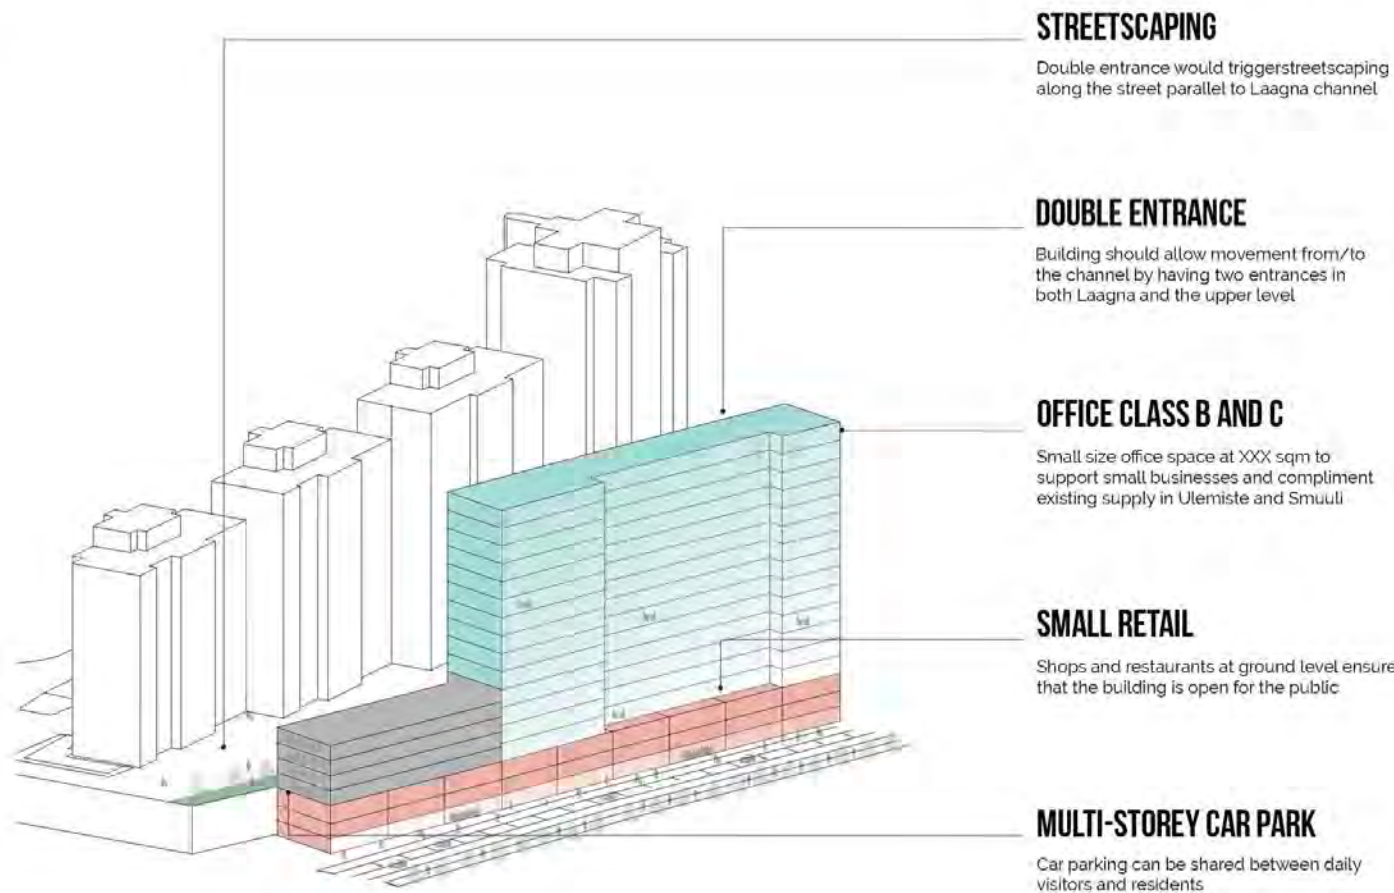 STREETSCAPING
Double entrance would triggerstreetscaping
along the street parallel to Laagna channel
DOUBLE ENTRANCE
Building should allow movement from/to
the channel by having two entrances in
both Laagna and the upper level
OFFICE CLASS B AND C
Small size office space at XXX sqm to
support small businesses and compliment
existing supply in Ulemiste and Smuuli
SMALL RETAIL
Shops and restaurants at ground level ensure
that the building is open for the public
MULTI-STOREY CAR PARK
Car parking can be shared between daily
visitors and residents